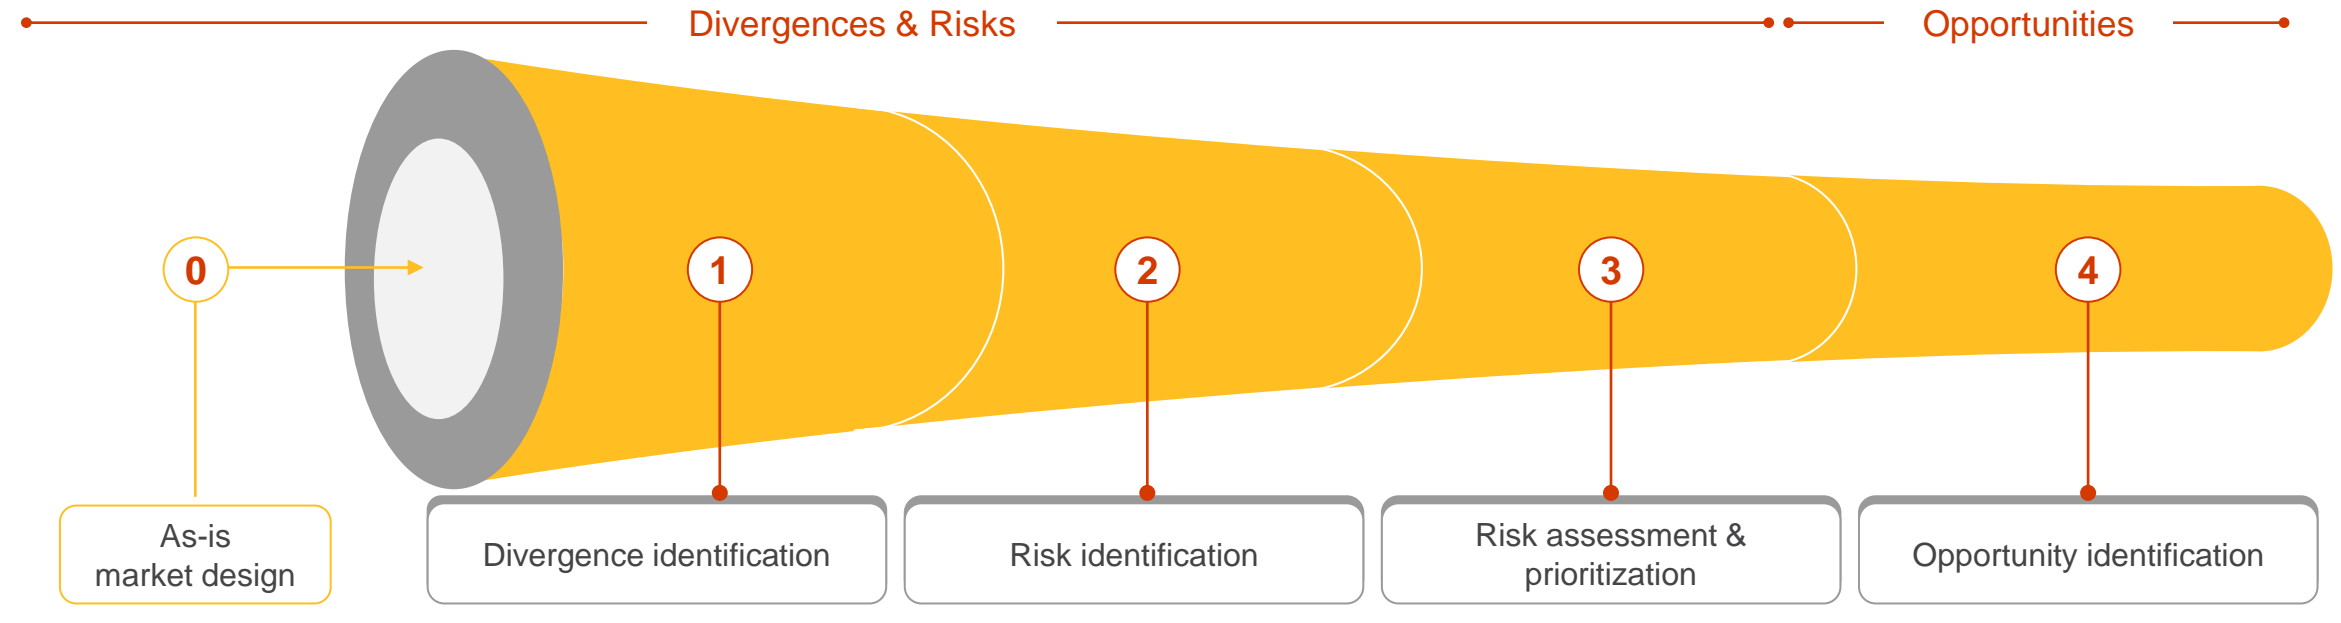 Divergences & Risks
Opportunities
0
1
2
3
4
As-is
market design
Divergence identification
Risk identification
Risk assessment &
prioritization
Opportunity identification